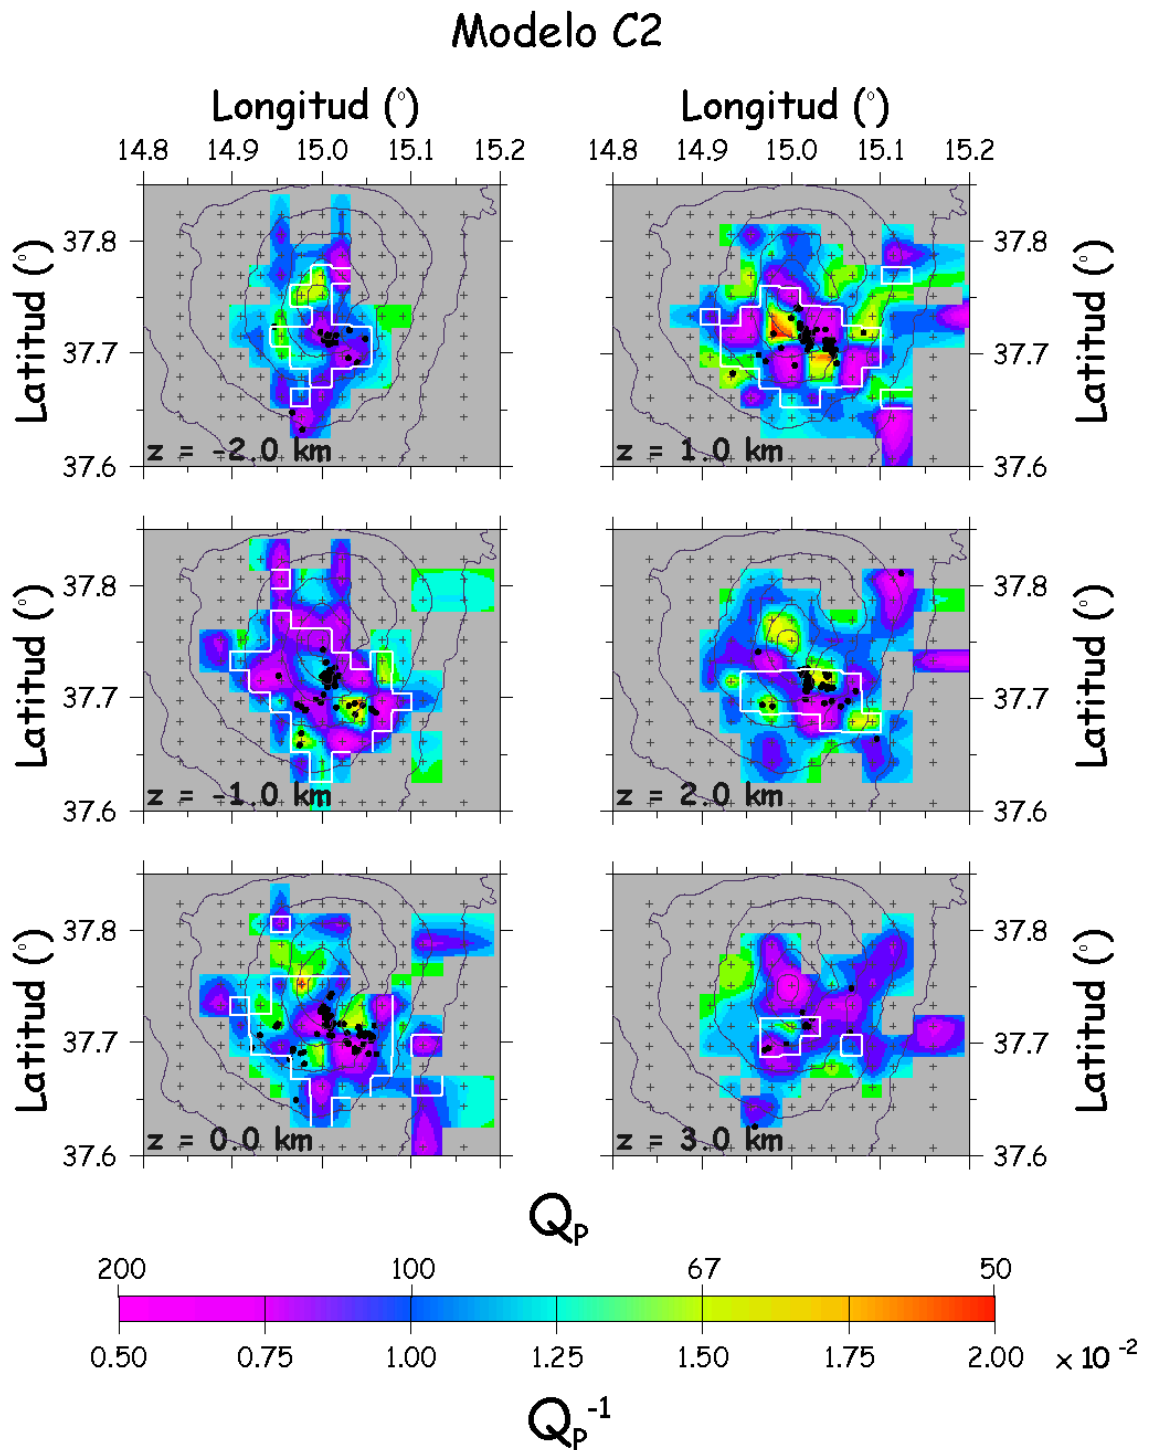 Modelo C2
Longitud (°) Longitud (°)
14.8 14.9 15.0 15.1 15.2 14.8 14.9 15.0 15.1 15.2
Latitud (°) 37.8 37.7 37.6 z = -2.0 km z = 1.0 km 37.8 37.7 37.6 Latitud (°)
Latitud (°) 37.8 37.7 37.6 z = -1.0 km z = 2.0 km 37.8 37.7 37.6 Latitud (°)
Latitud (°) 37.8 37.7 37.6 z = 0.0 km z = 3.0 km 37.8 37.7 37.6 Latitud (°)
QP
200 100 67 50
0.50 0.75 1.00 1.25 1.50 1.75 2.00 × 10 -2
QP-1